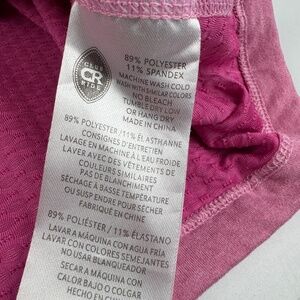 CR
RIDE
89% POLYESTER
11% SPANDEX
MACHINE WASH COLD
WASH WITH SIMILAR COLORS
NO BLEACH
TUMBLE DRY LOW
OR HANG DRY
MADE IN CHINA
89% POLYESTER / 11% ÉLASTHANNE
CONSIGNES D'ENTRETIEN
LAVAGE EN MACHINE À L'EAU FROIDE
LAVER AVEC DES VÊTEMENTS DE
COULEURS SIMILAIRES
PAS DE BLANCHIMENT
SÉCHAGE À BASSE TEMPÉRATURE
OU SUSPENDRE POUR SÉCHER
FABRIQUÉ EN CHINE
89% POLIÉSTER / 11% ELASTANO
LAVAR A MÁQUINA CON AGUA FRÍA
LAVAR CON COLORES SEMEJANTES
NO USAR BLANQUEADOR
SECAR A MÁQUINA CON
CALOR BAJO O COLGAR
HECHO EN CHINA